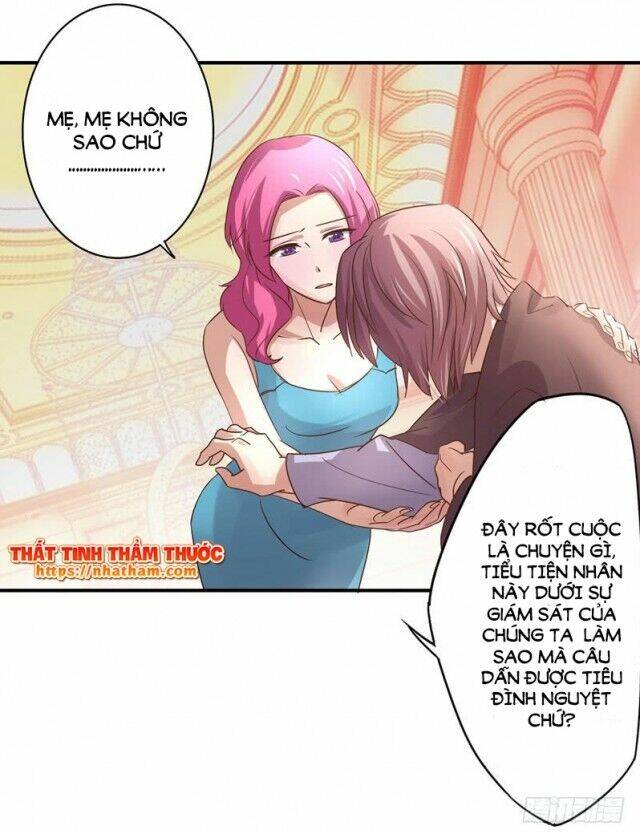 MẸ, MẸ KHÔNG
SAO CHỨ
............................
THẤT TINH THẦM THƯỚC
https://nhatham.com
ĐÂY RỐT CUỘC
LÀ CHUYỆN GÌ,
TIỂU TIỆN NHÂN
NÀY DƯỚI SỰ
GIÁM SÁT CỦA
CHÚNG TA LÀM
SAO MÀ CÂU
DẪN ĐƯỢC TIÊU
ĐÌNH NGUYỆT
CHỨ?